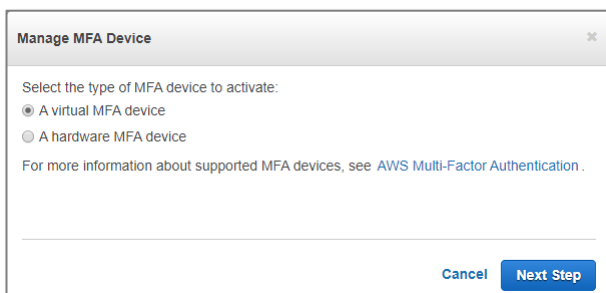 Manage MFA Device
Select the type of MFA device to activate:
A virtual MFA device
A hardware MFA device
For more information about supported MFA devices, see AWS Multi-Factor Authentication .
Cancel Next Step